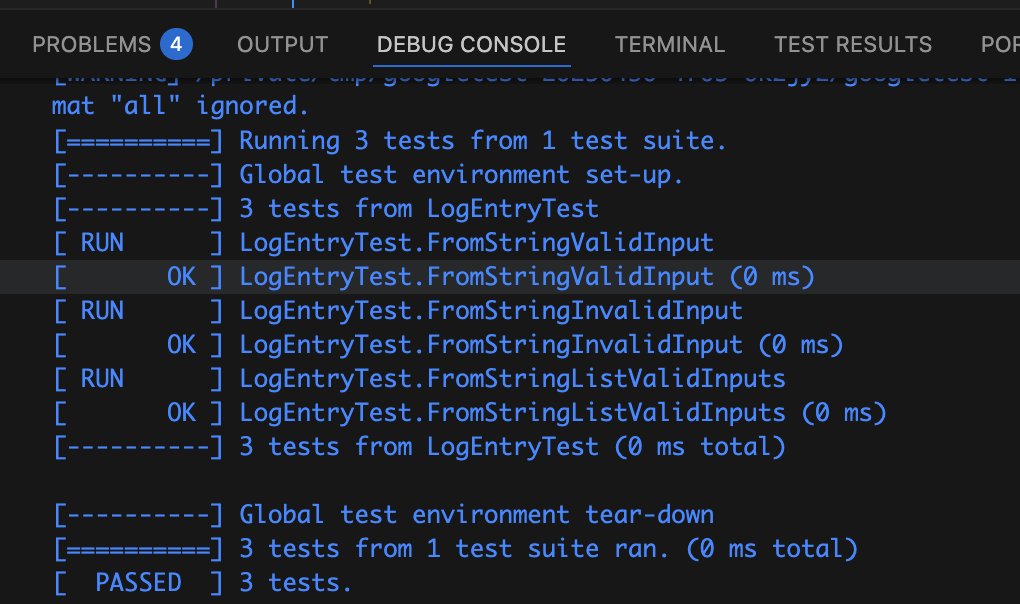 PROBLEMS 4 OUTPUT DEBUG CONSOLE TERMINAL TEST RESULTS POR
[WARNING]
mat "all" ignored.
[==========] Running 3 tests from 1 test suite.
[----------] Global test environment set-up.
[----------] 3 tests from LogEntryTest
[ RUN      ] LogEntryTest.FromStringValidInput
[       OK ] LogEntryTest.FromStringValidInput (0 ms)
[ RUN      ] LogEntryTest.FromStringInvalidInput
[       OK ] LogEntryTest.FromStringInvalidInput (0 ms)
[ RUN      ] LogEntryTest.FromStringListValidInputs
[       OK ] LogEntryTest.FromStringListValidInputs (0 ms)
[----------] 3 tests from LogEntryTest (0 ms total)
[----------] Global test environment tear-down
[==========] 3 tests from 1 test suite ran. (0 ms total)
[  PASSED  ] 3 tests.